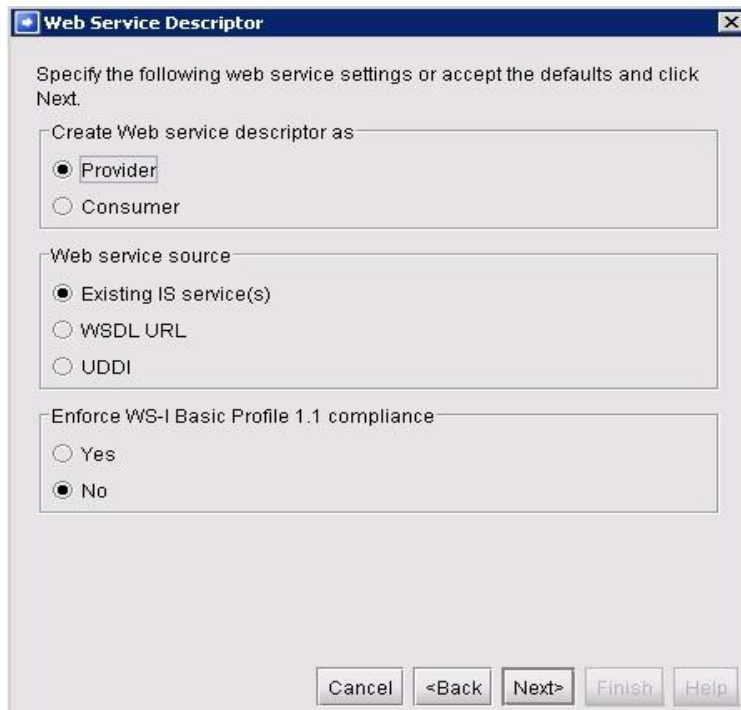 Web Service Descriptor
Specify the following web service settings or accept the defaults and click
Next.
Create Web service descriptor as
Provider
Consumer
Web service source
Existing IS service(s)
WSDL URL
UDDI
Enforce WS-I Basic Profile 1.1 compliance
Yes
No
Cancel <Back Next> Finish Help